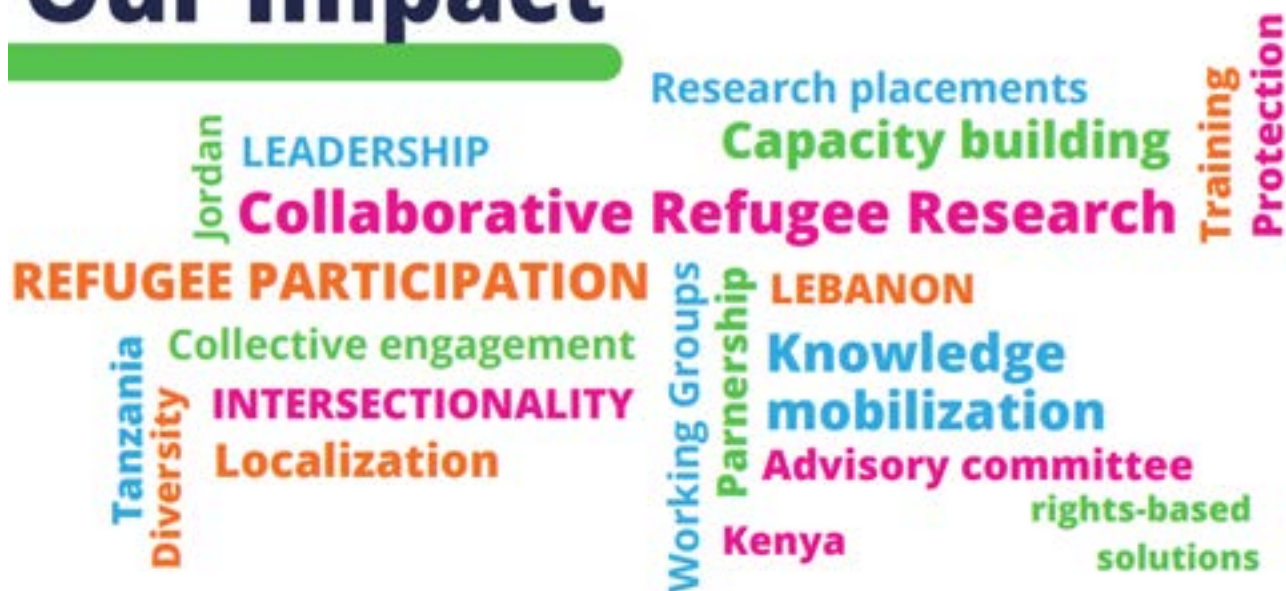 Our Impact
Research placements
Capacity building
Training
Protection
Jordan
LEADERSHIP
Collaborative Refugee Research
REFUGEE PARTICIPATION
Working Groups
Parnership
LEBANON
Collective engagement
Knowledge
mobilization
Tanzania
Diversity
INTERSECTIONALITY
Localization
Advisory committee
rights-based
solutions
Kenya